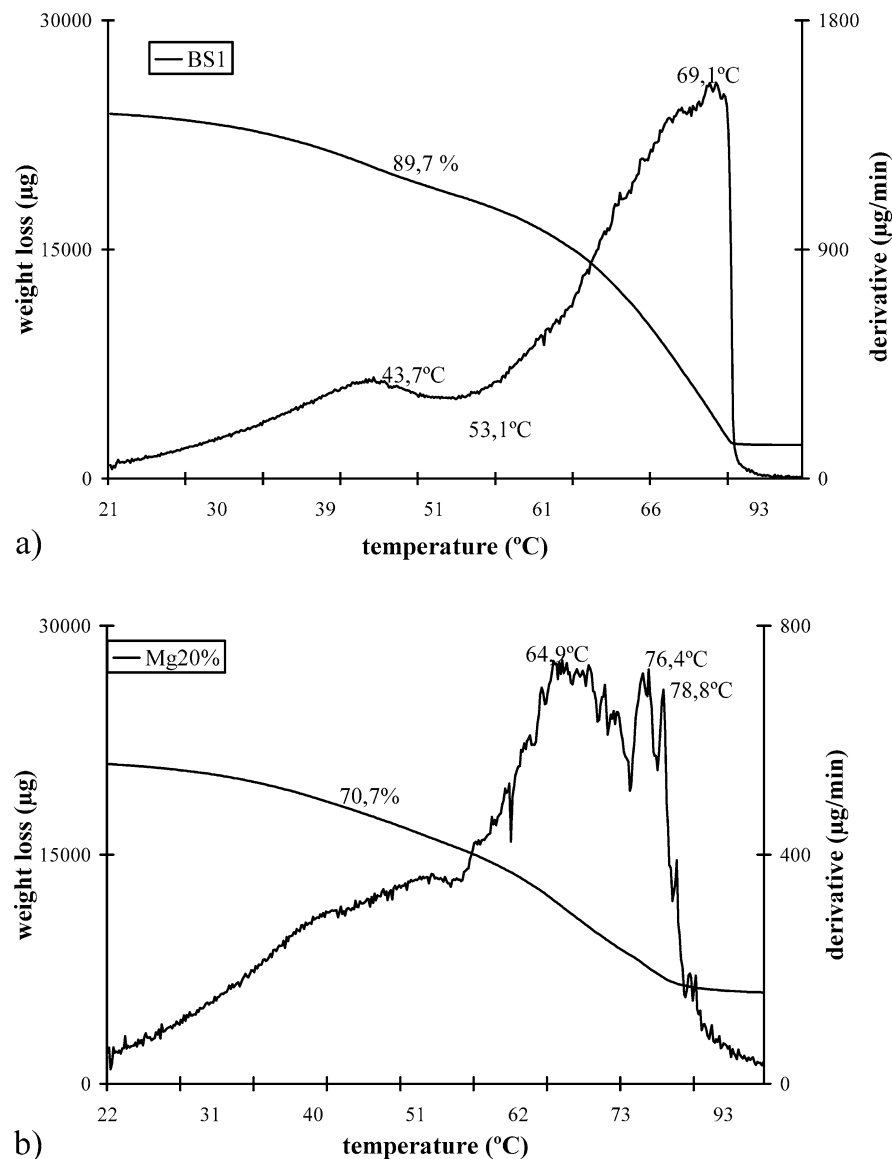 30000
1800
BS1
69,1ºC
89,7 %
weight loss (µg)
derivative (µg/min)
15000
900
43,7ºC
53,1ºC
0
0
21 30 39 51 61 66 93
a)
temperature (ºC)
30000
800
Mg20%
64,9ºC
76,4ºC
78,8ºC
70,7%
weight loss (µg)
derivative (µg/min)
15000
400
0
0
22 31 40 51 62 73 93
b)
temperature (ºC)